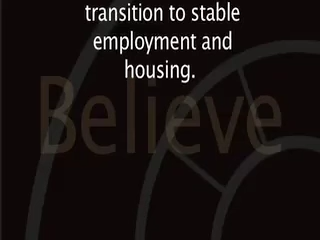 transition to stable
employment and
housing.
Believe